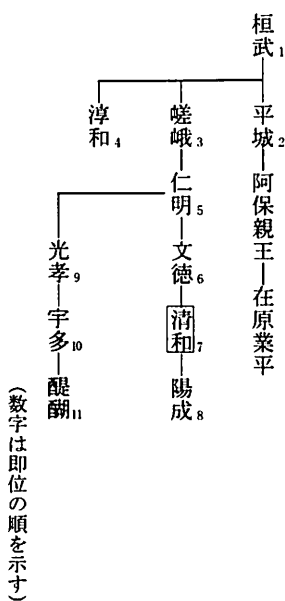 桓武1
平城2
阿保親王
在原業平
嵯峨3
仁明5
文徳6
清和7
陽成8
淳和4
光孝9
宇多10
醍醐11
(数字は即位の順を示す)